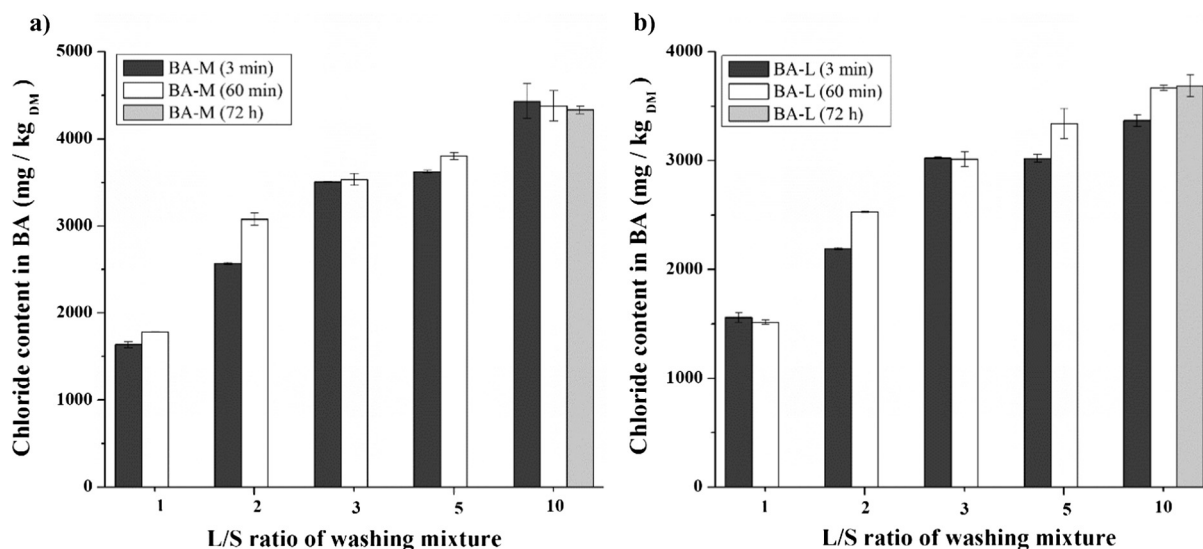 a)
Chloride content in BA (mg / kg DM )
5000
4000
3000
2000
1000
0
BA-M (3 min)
BA-M (60 min)
BA-M (72 h)
1 2 3 5 10
L/S ratio of washing mixture
b)
Chloride content in BA (mg / kg DM )
4000
3000
2000
1000
0
BA-L (3 min)
BA-L (60 min)
BA-L (72 h)
1 2 3 5 10
L/S ratio of washing mixture